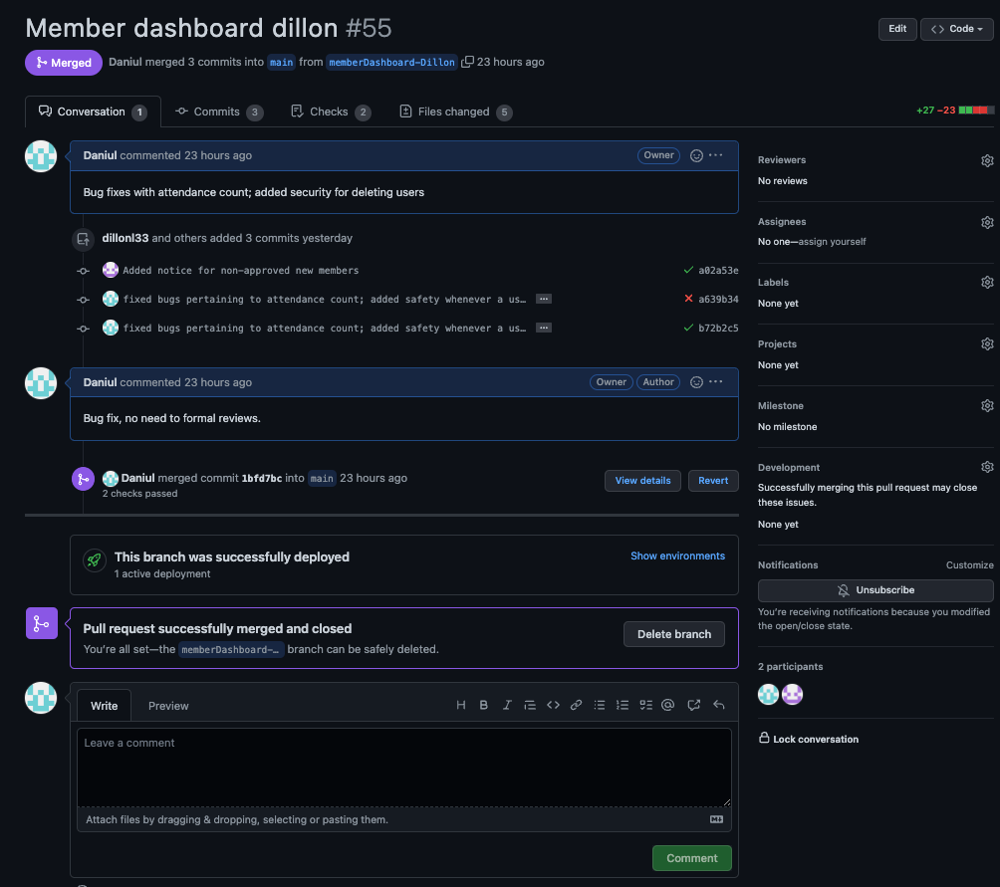 Member dashboard dillon #55
Edit
Code
Merged
Daniul merged 3 commits into main from memberDashboard-Dillon 23 hours ago
Conversation 1
Commits 3
Checks 2
Files changed 5
+27 −23
Daniul commented 23 hours ago
Owner
Bug fixes with attendance count; added security for deleting users
dillonl33 and others added 3 commits yesterday
Added notice for non-approved new members
a02a53e
fixed bugs pertaining to attendance count; added safety whenever a us…
a639b34
fixed bugs pertaining to attendance count; added safety whenever a us…
b72b2c5
Daniul commented 23 hours ago
Owner
Author
Bug fix, no need to formal reviews.
Daniul merged commit 1bfd7bc into main 23 hours ago
2 checks passed
View details
Revert
This branch was successfully deployed
1 active deployment
Show environments
Pull request successfully merged and closed
You're all set—the memberDashboard-… branch can be safely deleted.
Delete branch
Write
Preview
Leave a comment
Attach files by dragging & dropping, selecting or pasting them.
Comment
Reviewers
No reviews
Assignees
No one—assign yourself
Labels
None yet
Projects
None yet
Milestone
No milestone
Development
Successfully merging this pull request may close
these issues.
None yet
Notifications
Customize
Unsubscribe
You're receiving notifications because you modified
the open/close state.
2 participants
Lock conversation